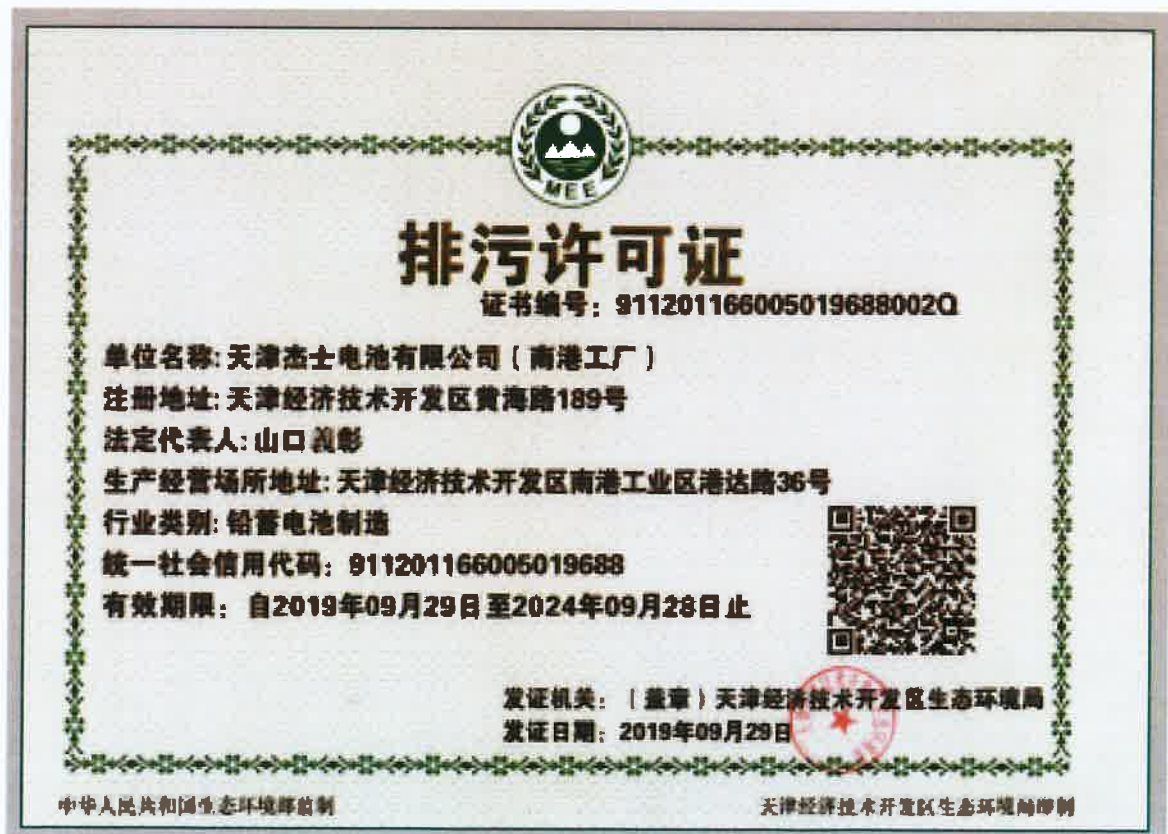 MEE
排污许可证
证书编号：911201166005019688002Q
单位名称:天津杰士电池有限公司（南港工厂）
注册地址:天津经济技术开发区黄海路189号
法定代表人:山口義彰
生产经营场所地址:天津经济技术开发区南港工业区港达路36号
行业类别:铅蓄电池制造
统一社会信用代码：911201166005019688
有效期限：自2019年09月29日至2024年09月28日止
发证机关：（盖章）天津经济技术开发区生态环境局
发证日期：2019年09月29日
中华人民共和国生态环境部监制
天津经济技术开发区生态环境局印制